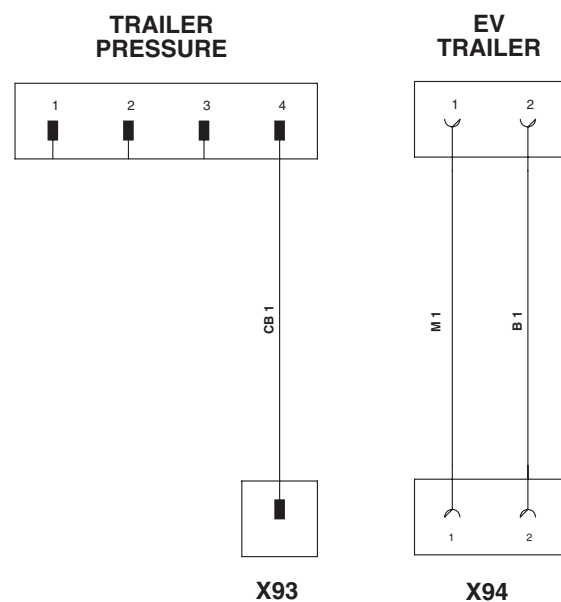 TRAILER
PRESSURE
EV
TRAILER
1 2 3 4
1 2
CB 1
M 1
B 1
1 2
X93
X94